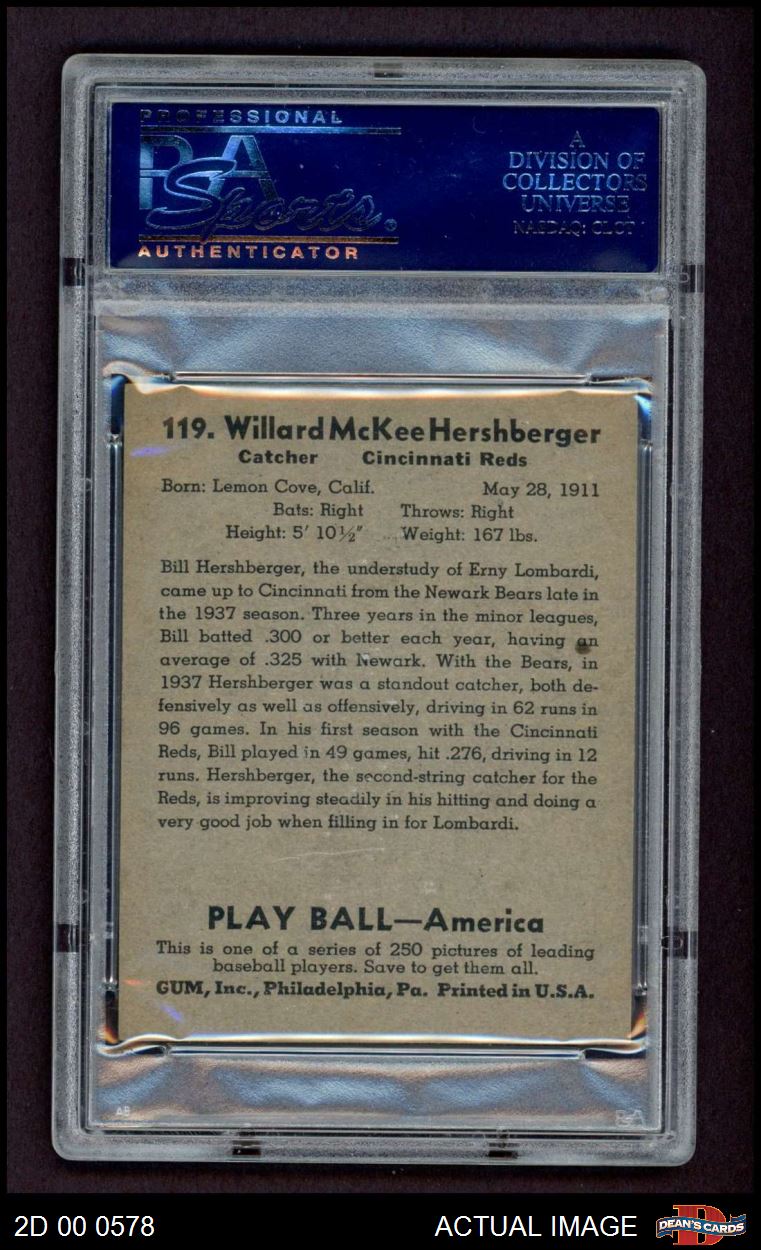 PROFESSIONAL
PSA
Sports
AUTHENTICATOR
A
DIVISION OF
COLLECTORS
UNIVERSE
NASDAQ: CLCT
119. Willard McKee Hershberger
Catcher Cincinnati Reds
Born: Lemon Cove, Calif. May 28, 1911
Bats: Right Throws: Right
Height: 5′ 10½″ Weight: 167 lbs.
Bill Hershberger, the understudy of Erny Lombardi,
came up to Cincinnati from the Newark Bears late in
the 1937 season. Three years in the minor leagues,
Bill batted .300 or better each year, having an
average of .325 with Newark. With the Bears, in
1937 Hershberger was a standout catcher, both de-
fensively as well as offensively, driving in 62 runs in
96 games. In his first season with the Cincinnati
Reds, Bill played in 49 games, hit .276, driving in 12
runs. Hershberger, the second-string catcher for the
Reds, is improving steadily in his hitting and doing a
very good job when filling in for Lombardi.
PLAY BALL—America
This is one of a series of 250 pictures of leading
baseball players. Save to get them all.
GUM, Inc., Philadelphia, Pa. Printed in U.S.A.
AB
PSA
2D 00 0578
ACTUAL IMAGE
DEAN'S CARDS